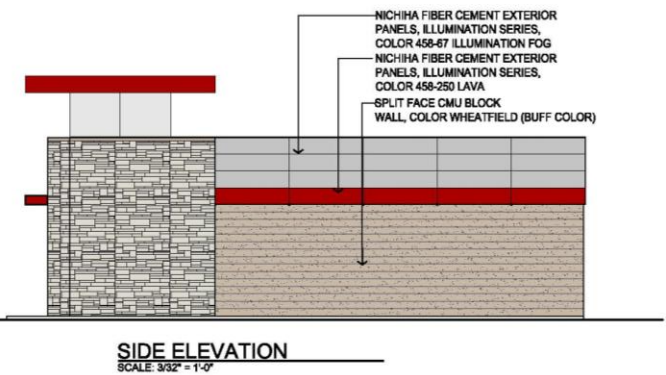 NICHIHA FIBER CEMENT EXTERIOR
PANELS, ILLUMINATION SERIES,
COLOR 458-67 ILLUMINATION FOG
NICHIHA FIBER CEMENT EXTERIOR
PANELS, ILLUMINATION SERIES,
COLOR 458-250 LAVA
SPLIT FACE CMU BLOCK
WALL, COLOR WHEATFIELD (BUFF COLOR)
SIDE ELEVATION
SCALE: 3/32" = 1'-0"